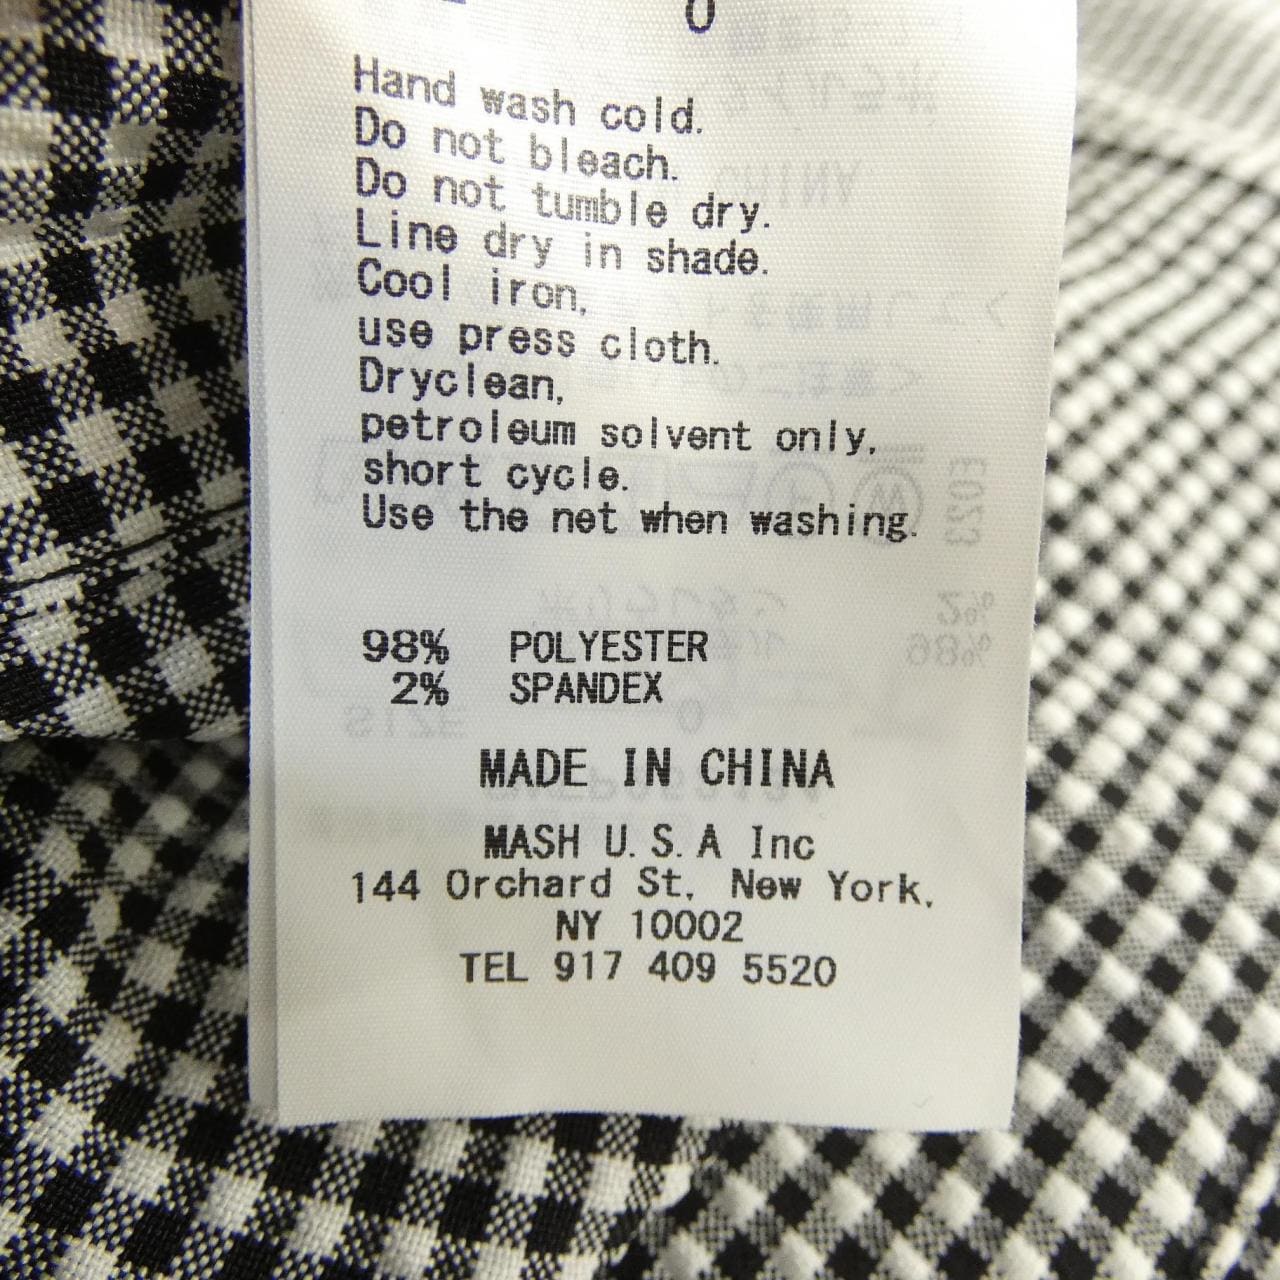 0
Hand wash cold.
Do not bleach.
Do not tumble dry.
Line dry in shade.
Cool iron,
use press cloth.
Dryclean,
petroleum solvent only,
short cycle.
Use the net when washing.
98% POLYESTER
2% SPANDEX
MADE IN CHINA
MASH U.S.A Inc
144 Orchard St, New York,
NY 10002
TEL 917 409 5520